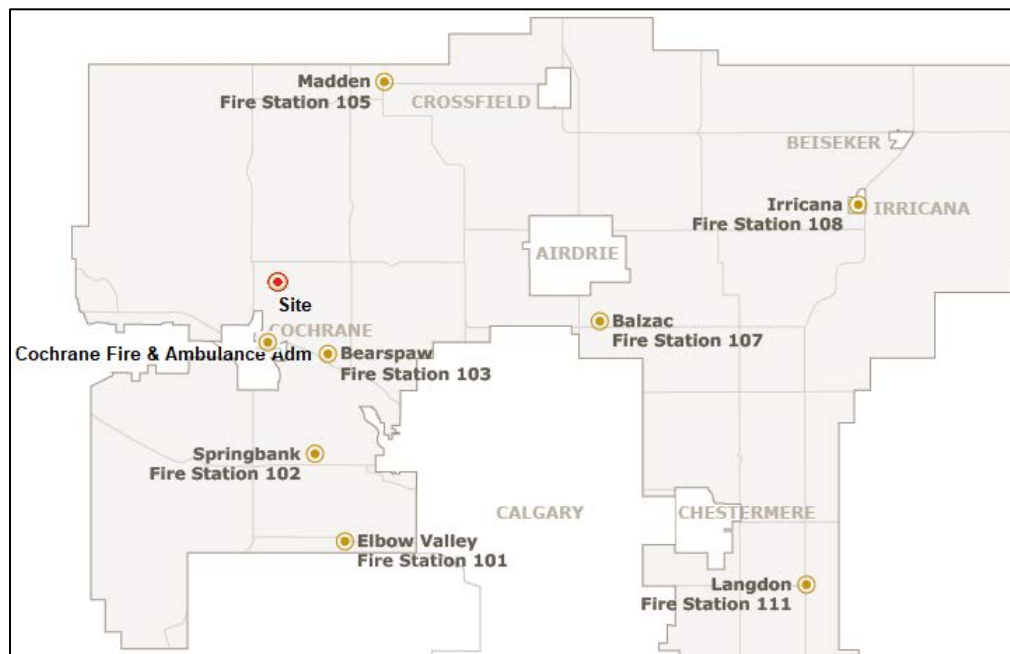 Madden
Fire Station 105
CROSSFIELD
BEISEKER
Irricana
Fire Station 108
IRRICANA
AIRDRIE
Site
COCHRANE
Cochrane Fire & Ambulance Adm
Bearspaw
Fire Station 103
Balzac
Fire Station 107
Springbank
Fire Station 102
CALGARY
CHESTERMERE
Elbow Valley
Fire Station 101
Langdon
Fire Station 111